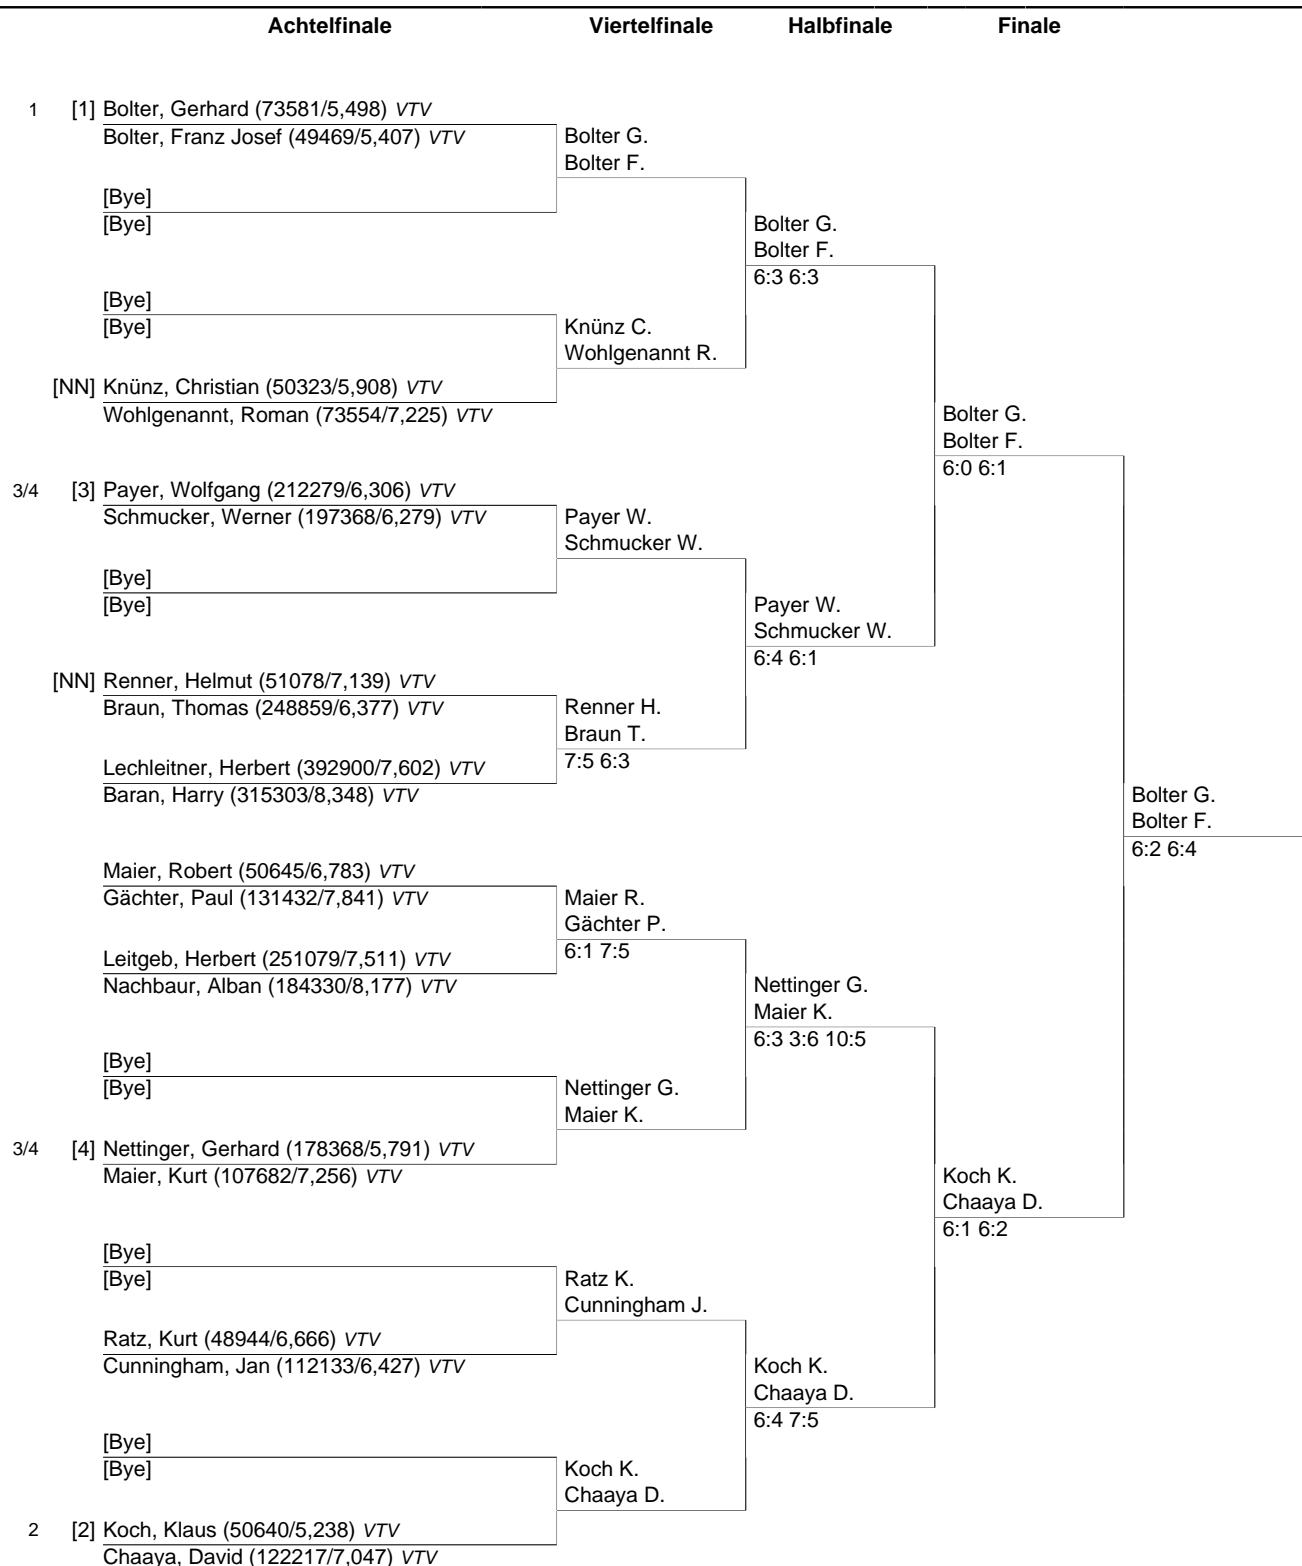 Achtelfinale Viertelfinale Halbfinale Finale
1 [1] Bolter, Gerhard (73581/5,498) VTV
Bolter, Franz Josef (49469/5,407) VTV Bolter G.
Bolter F.
[Bye]
[Bye] Bolter G.
Bolter F.
6:3 6:3
[Bye]
[Bye] Knünz C.
Wohlgenannt R.
[NN] Knünz, Christian (50323/5,908) VTV
Wohlgenannt, Roman (73554/7,225) VTV Bolter G.
Bolter F.
6:0 6:1
3/4 [3] Payer, Wolfgang (212279/6,306) VTV
Schmucker, Werner (197368/6,279) VTV Payer W.
Schmucker W.
[Bye]
[Bye] Payer W.
Schmucker W.
6:4 6:1
[NN] Renner, Helmut (51078/7,139) VTV
Braun, Thomas (248859/6,377) VTV Renner H.
Braun T.
Lechleitner, Herbert (392900/7,602) VTV 7:5 6:3
Baran, Harry (315303/8,348) VTV Bolter G.
Bolter F.
6:2 6:4
Maier, Robert (50645/6,783) VTV
Gächter, Paul (131432/7,841) VTV Maier R.
Gächter P.
Leitgeb, Herbert (251079/7,511) VTV 6:1 7:5
Nachbaur, Alban (184330/8,177) VTV Nettinger G.
Maier K.
6:3 3:6 10:5
[Bye]
[Bye] Nettinger G.
Maier K.
3/4 [4] Nettinger, Gerhard (178368/5,791) VTV
Maier, Kurt (107682/7,256) VTV Koch K.
Chaaya D.
6:1 6:2
[Bye]
[Bye] Ratz K.
Cunningham J.
Ratz, Kurt (48944/6,666) VTV
Cunningham, Jan (112133/6,427) VTV Koch K.
Chaaya D.
6:4 7:5
[Bye]
[Bye] Koch K.
Chaaya D.
2 [2] Koch, Klaus (50640/5,238) VTV
Chaaya, David (122217/7,047) VTV